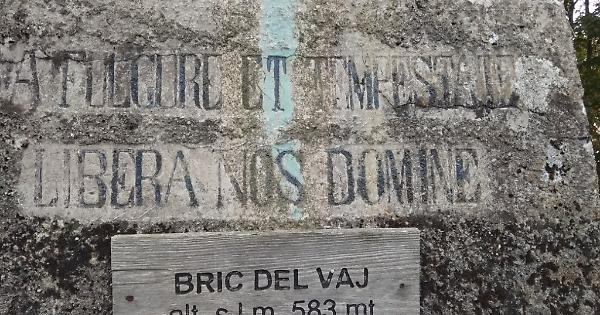 A FULGURE ET TEMPESTATE
LIBERA NOS DOMINE
BRIC DEL VAJ
alt. s.l.m. 583 mt